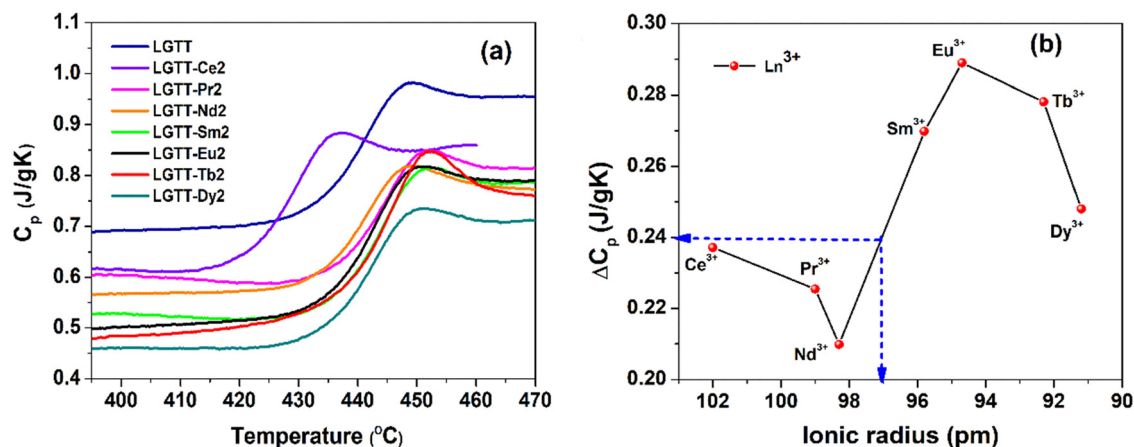 (a)
LGTT
LGTT-Ce2
LGTT-Pr2
LGTT-Nd2
LGTT-Sm2
LGTT-Eu2
LGTT-Tb2
LGTT-Dy2
1.1
1.0
0.9
0.8
0.7
0.6
0.5
0.4
Cₚ (J/gK)
400 410 420 430 440 450 460 470
Temperature (°C)
(b)
Ln³⁺
0.30
0.28
0.26
0.24
0.22
0.20
ΔCₚ (J/gK)
Eu³⁺
Tb³⁺
Sm³⁺
Dy³⁺
Ce³⁺
Pr³⁺
Nd³⁺
102 100 98 96 94 92 90
Ionic radius (pm)